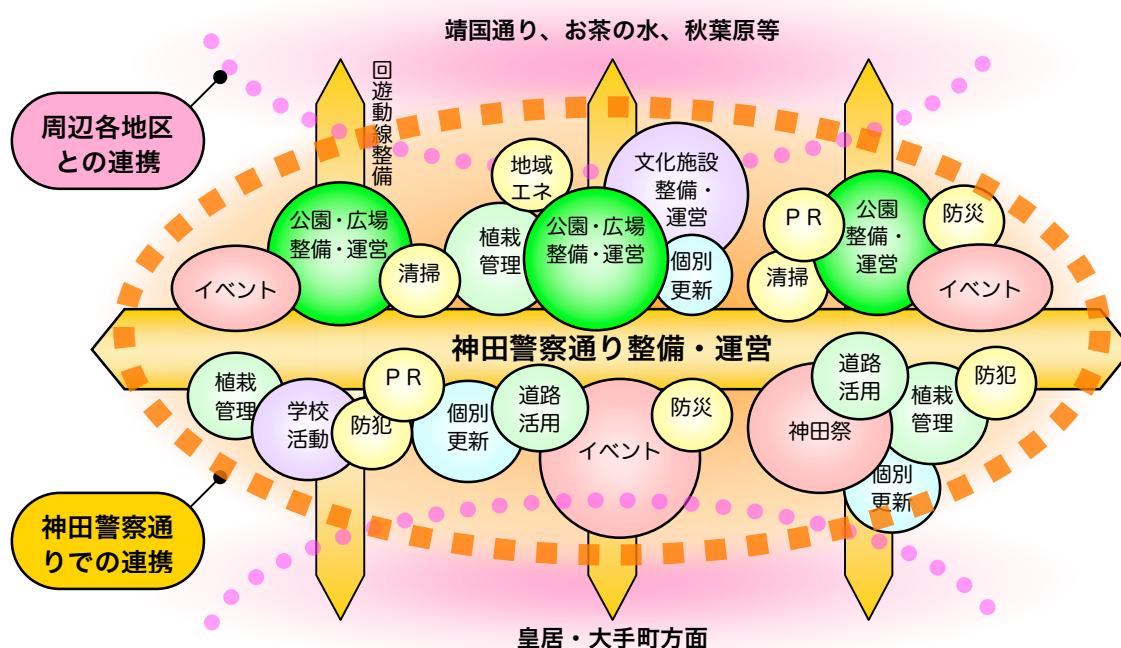 靖国通り、お茶の水、秋葉原等
周辺各地区
との連携
回遊動線整備
地域
エネ
文化施設
整備・
運営
公園・広場
整備・運営
植栽
管理
公園・広場
整備・運営
個別
更新
ＰＲ
公園
整備・
運営
防災
イベント
清掃
清掃
イベント
神田警察通り整備・運営
植栽
管理
学校
活動
防犯
ＰＲ
個別
更新
道路
活用
イベント
防災
神田祭
道路
活用
植栽
管理
防犯
個別
更新
神田警察通
りでの連携
皇居・大手町方面